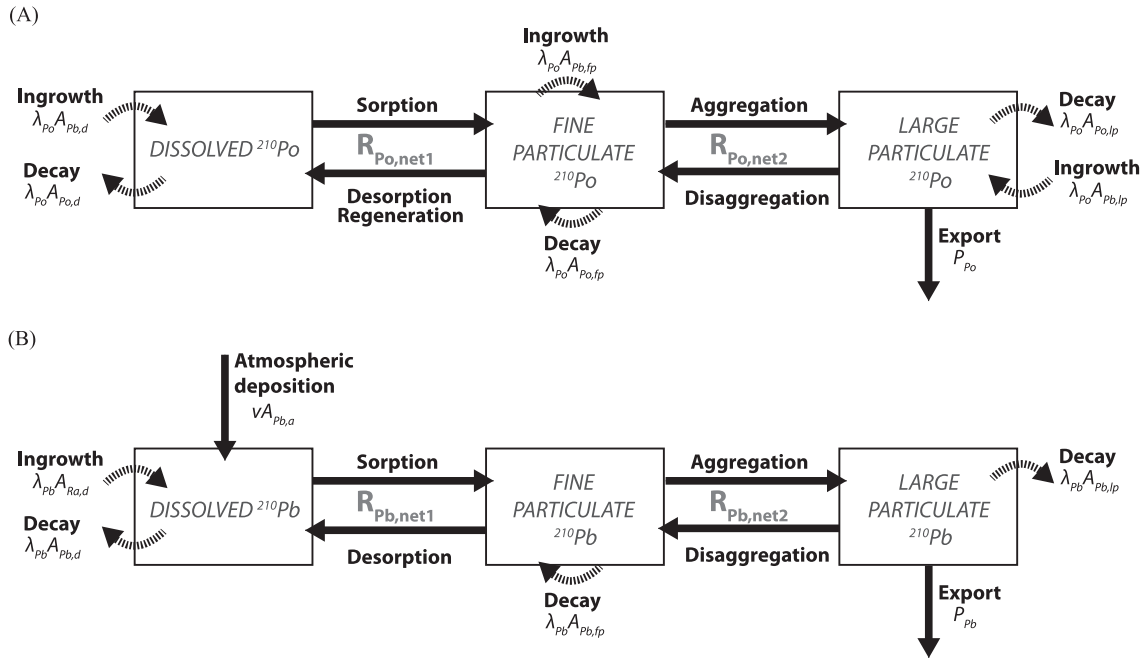 (A)
Ingrowth
λPoAPb,fp
Ingrowth
λPoAPb,d
Decay
λPoAPo,d
DISSOLVED 210Po
Sorption
RPo,net1
Desorption
Regeneration
FINE
PARTICULATE
210Po
Decay
λPoAPo,fp
Aggregation
RPo,net2
Disaggregation
LARGE
PARTICULATE
210Po
Decay
λPoAPo,lp
Ingrowth
λPoAPb,lp
Export
PPo
(B)
Atmospheric
deposition
vAPb,a
Ingrowth
λPbARa,d
Decay
λPbAPb,d
DISSOLVED 210Pb
Sorption
RPb,net1
Desorption
FINE
PARTICULATE
210Pb
Decay
λPbAPb,fp
Aggregation
RPb,net2
Disaggregation
LARGE
PARTICULATE
210Pb
Decay
λPbAPb,lp
Export
PPb